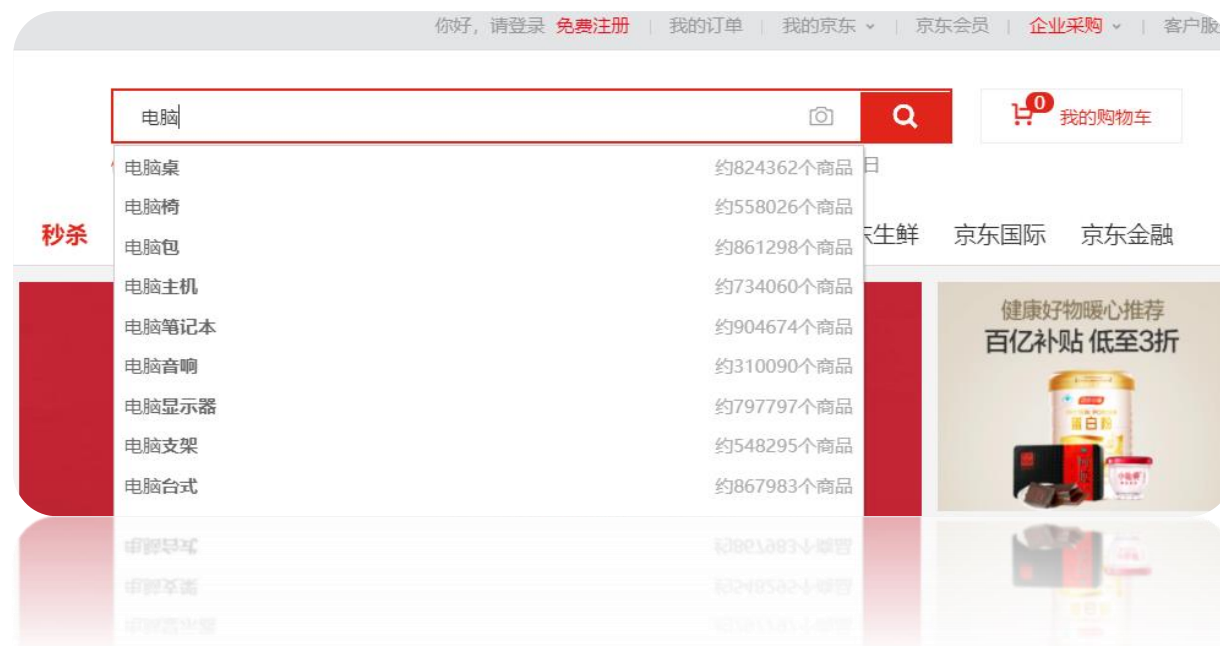 你好，请登录 免费注册 我的订单 我的京东 京东会员 企业采购 客户服
电脑
0 我的购物车
电脑桌 约824362个商品 日
电脑椅 约558026个商品
秒杀 生鲜 京东国际 京东金融
电脑包 约861298个商品
电脑主机 约734060个商品
电脑笔记本 约904674个商品
电脑音响 约310090个商品
电脑显示器 约797797个商品
电脑支架 约548295个商品
电脑台式 约867983个商品
健康好物暖心推荐
百亿补贴 低至3折
蛋白粉